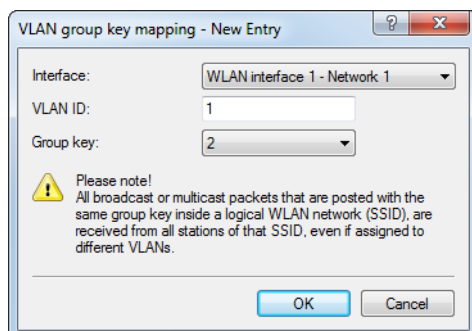 VLAN group key mapping - New Entry
Interface: WLAN interface 1 - Network 1
VLAN ID: 1
Group key: 2
Please note!
All broadcast or multicast packets that are posted with the
same group key inside a logical WLAN network (SSID), are
received from all stations of that SSID, even if assigned to
different VLANs.
OK Cancel